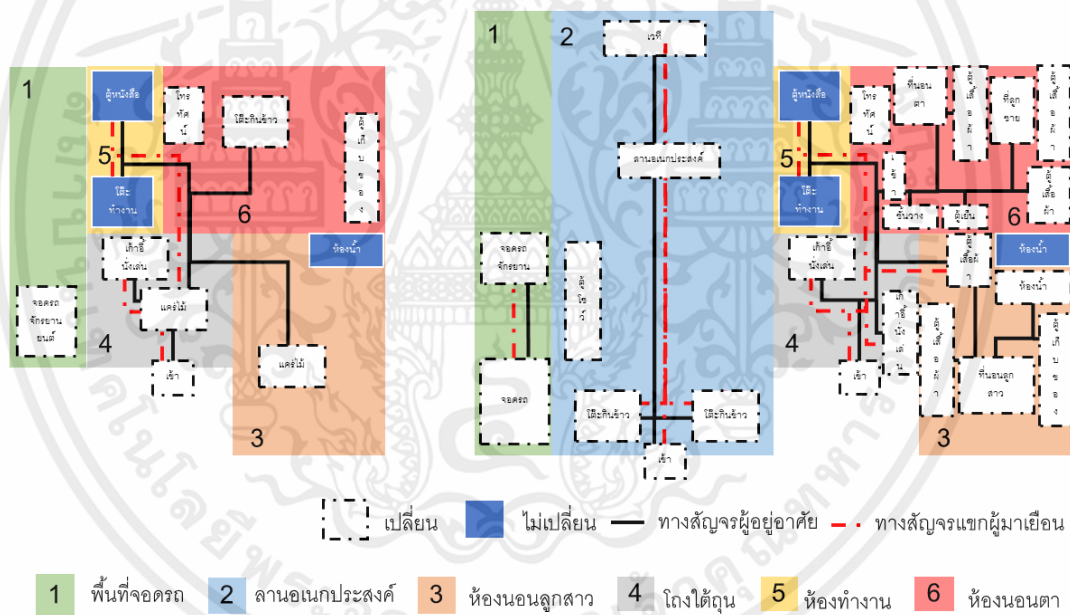 1
ตู้หนังสือ
โทร
ทัศน์
โต๊ะกินข้าว
5
โต๊ะ
ทำงาน
6
เก้าอี้
นั่งเล่น
ห้องน้ำ
แคร่ไม้
จอดรถ
จักรยาน
ยนต์
4
เข้า
แคร่ไม้
3
1
2
เวที
ลานอเนกประสงค์
จอดรถ
จักรยาน
จอดรถ
โต๊ะกินข้าว
โต๊ะกินข้าว
เข้า
ตู้หนังสือ
โทร
ทัศน์
ที่นอน
ตา
ที่ลูก
ชาย
5
โต๊ะ
ทำงาน
ชั้นวาง
ตู้เย็น
6
เก้าอี้
นั่งเล่น
ห้องน้ำ
ห้องน้ำ
4
เข้า
ที่นอนลูก
สาว
3
เปลี่ยน
ไม่เปลี่ยน
ทางสัญจรผู้อยู่อาศัย
ทางสัญจรแขกผู้มาเยือน
1 พื้นที่จอดรถ
2 ลานอเนกประสงค์
3 ห้องนอนลูกสาว
4 โถงใต้ถุน
5 ห้องทำงาน
6 ห้องนอนตา